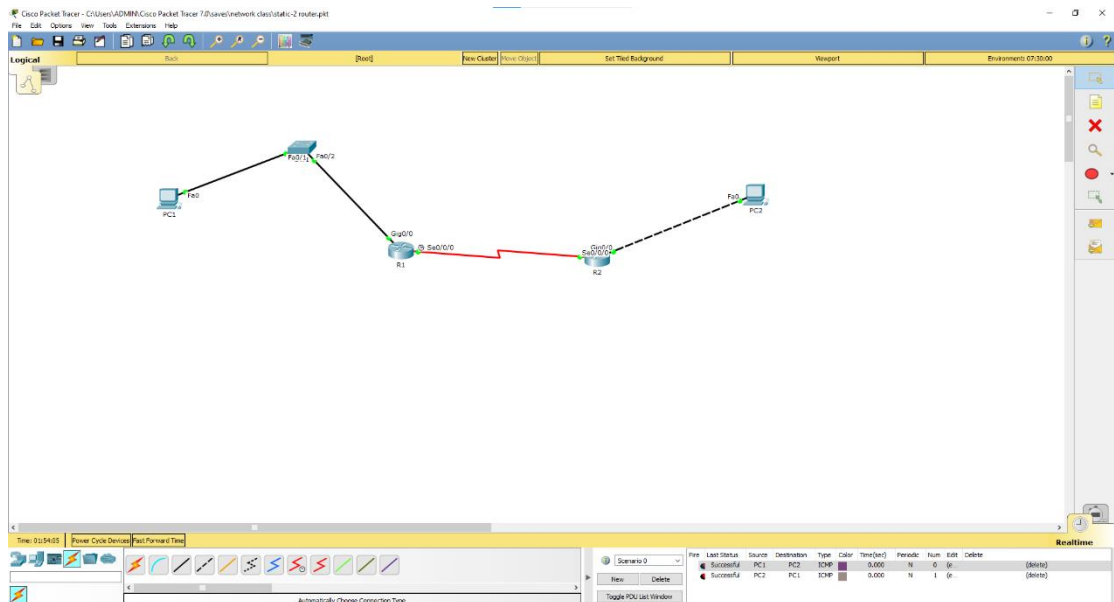 Cisco Packet Tracer - C:\Users\ADMIN\Cisco Packet Tracer 7.0\saves\network class\static-2 router.pkt
File Edit Options View Tools Extensions Help
Logical Back [Root] New Cluster Move Object Set Tiled Background Viewport Environment: 07:30:00
Fa0/1 Fa0/2
Fa0
PC1
Fa0
PC2
Gig0/0
Se0/0/0
R1
Gig0/0
Se0/0/0
R2
Time: 01:54:05 Power Cycle Devices Fast Forward Time Realtime
Scenario 0
New Delete
Toggle PDU List Window
Fire Last Status Source Destination Type Color Time(sec) Periodic Num Edit Delete
Successful PC1 PC2 ICMP 0.000 N 0 (e... (delete)
Successful PC2 PC1 ICMP 0.000 N 1 (e... (delete)
Automatically Choose Connection Type